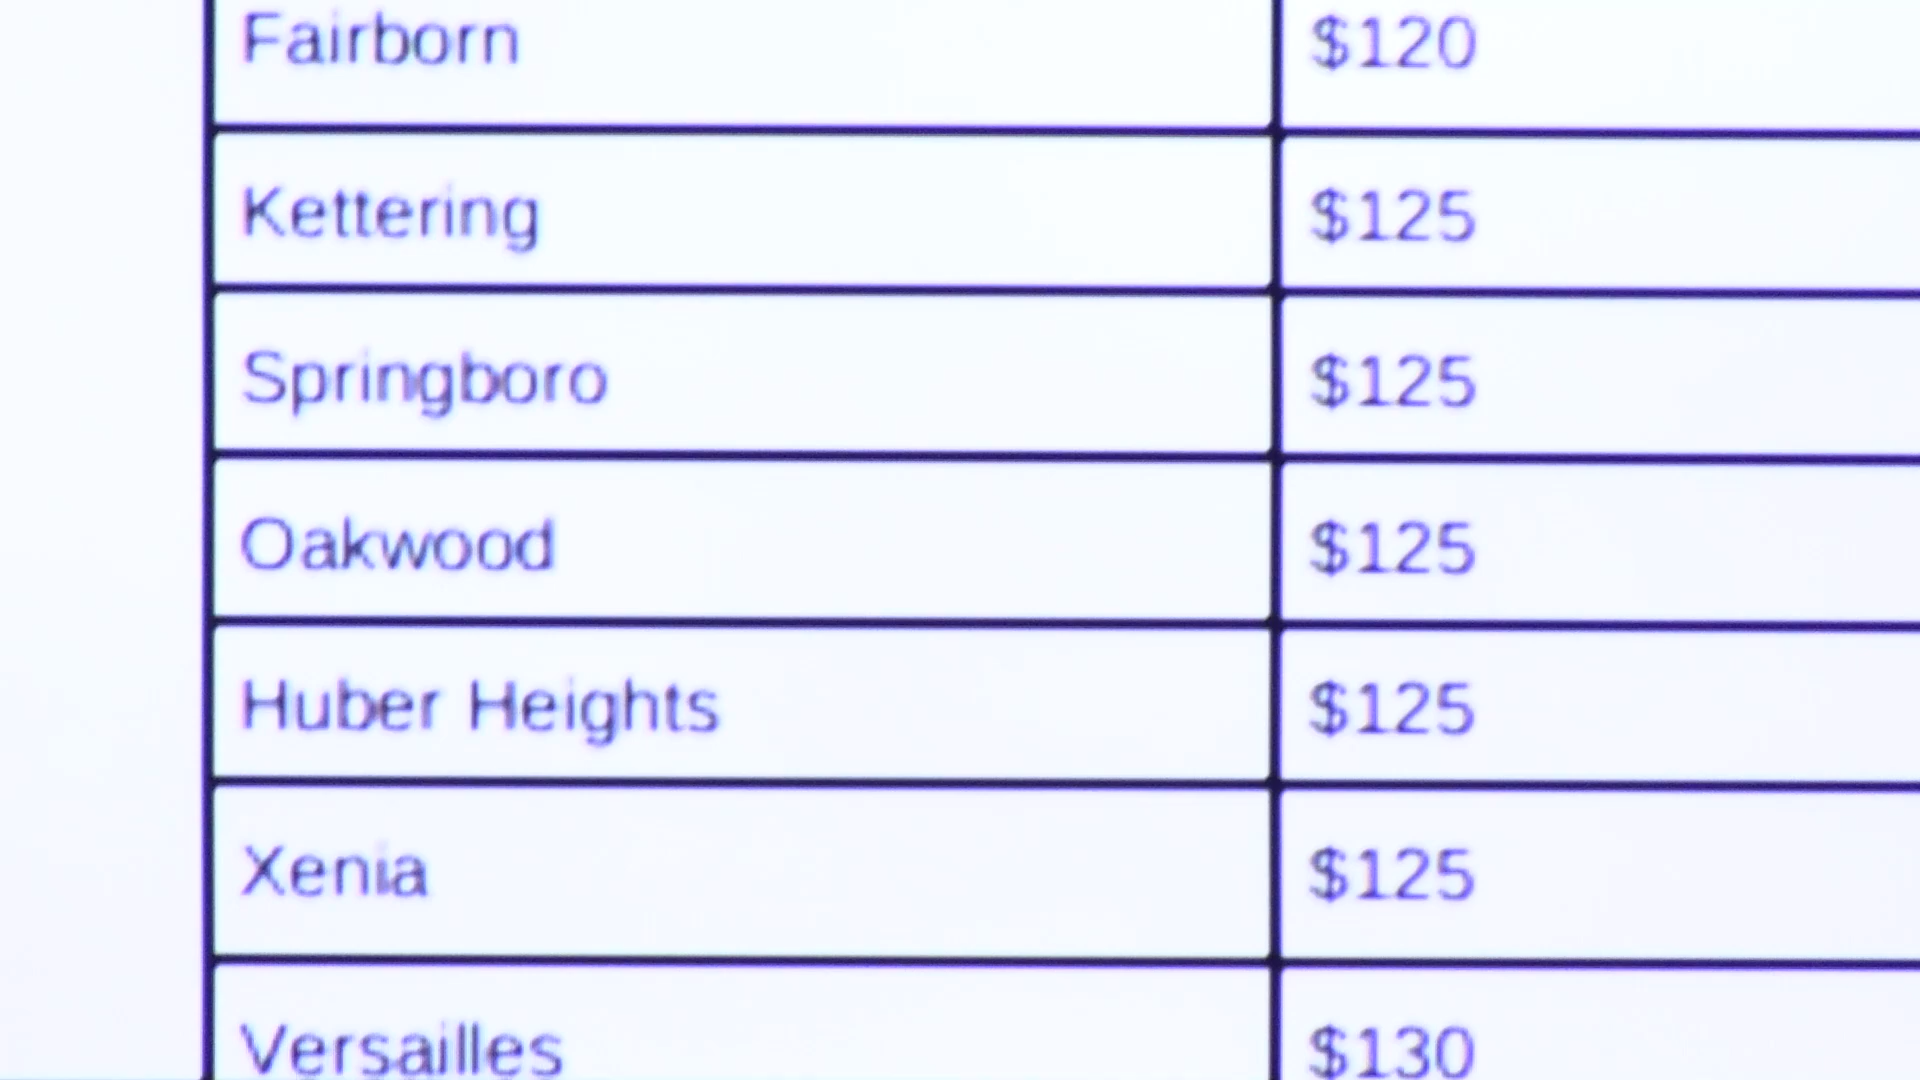 Fairborn $120
Kettering $125
Springboro $125
Oakwood $125
Huber Heights $125
Xenia $125
Versailles $130